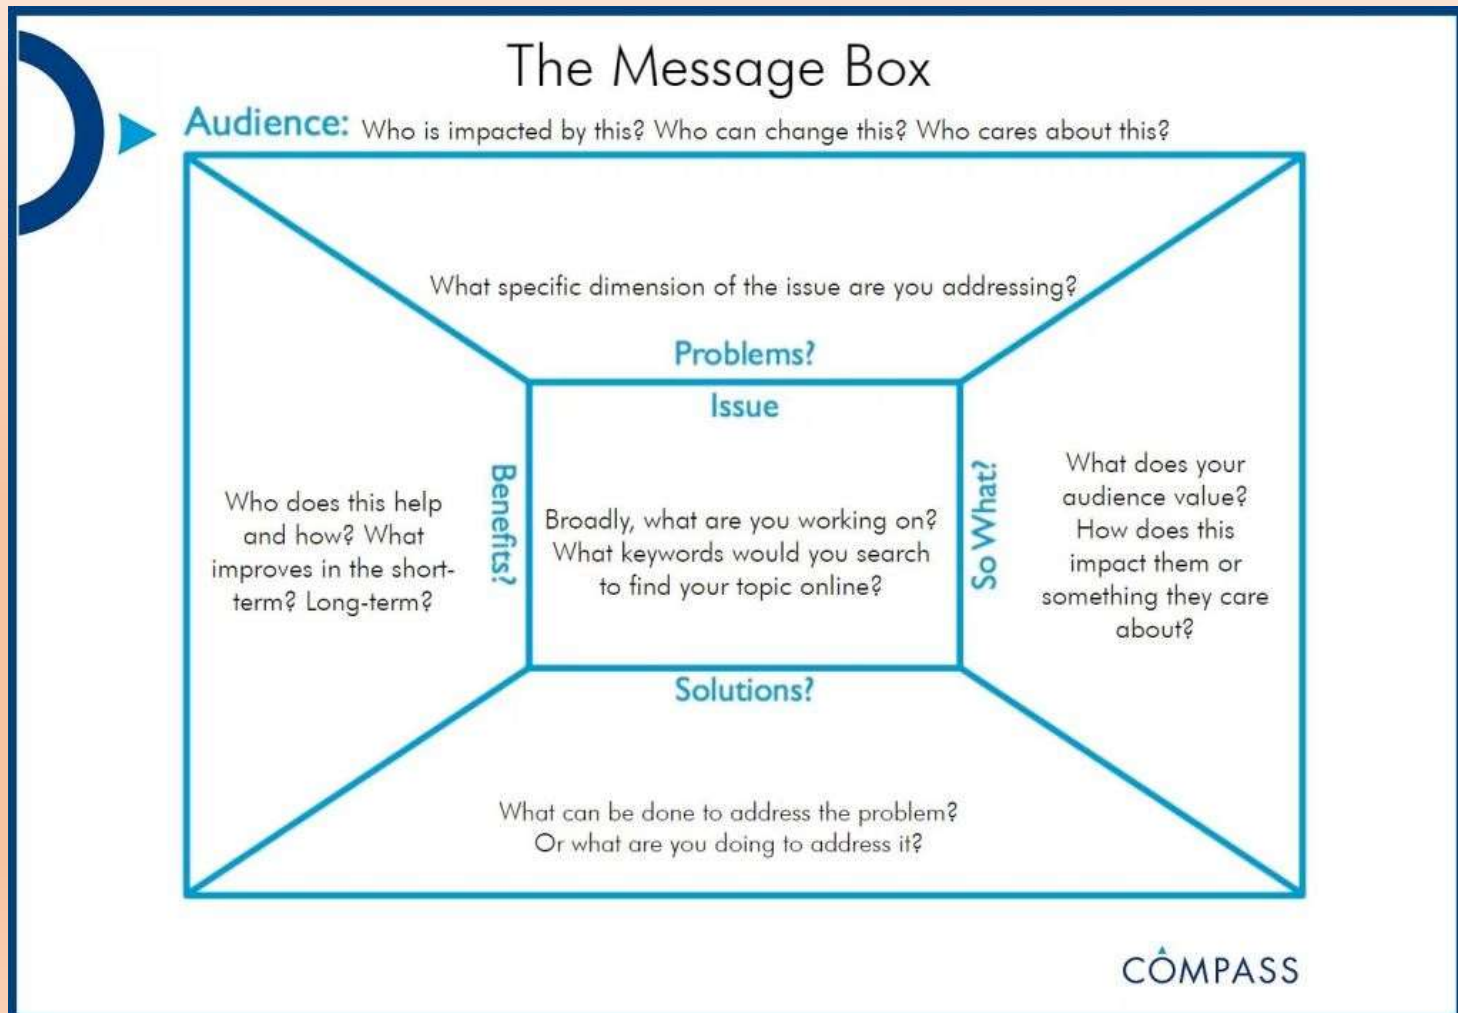 The Message Box
Audience: Who is impacted by this? Who can change this? Who cares about this?
What specific dimension of the issue are you addressing?
Problems?
Issue
Benefits?
Who does this help
and how? What
improves in the short-
term? Long-term?
Broadly, what are you working on?
What keywords would you search
to find your topic online?
So What?
What does your
audience value?
How does this
impact them or
something they care
about?
Solutions?
What can be done to address the problem?
Or what are you doing to address it?
COMPASS